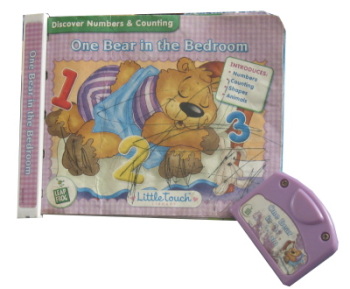 Discover Numbers & Counting
One Bear in the Bedroom
INTRODUCES:
Numbers
Counting
Shapes
Animals
1
2
3
LittleTouch
One Bear in the Bedroom
LEAP
FROG